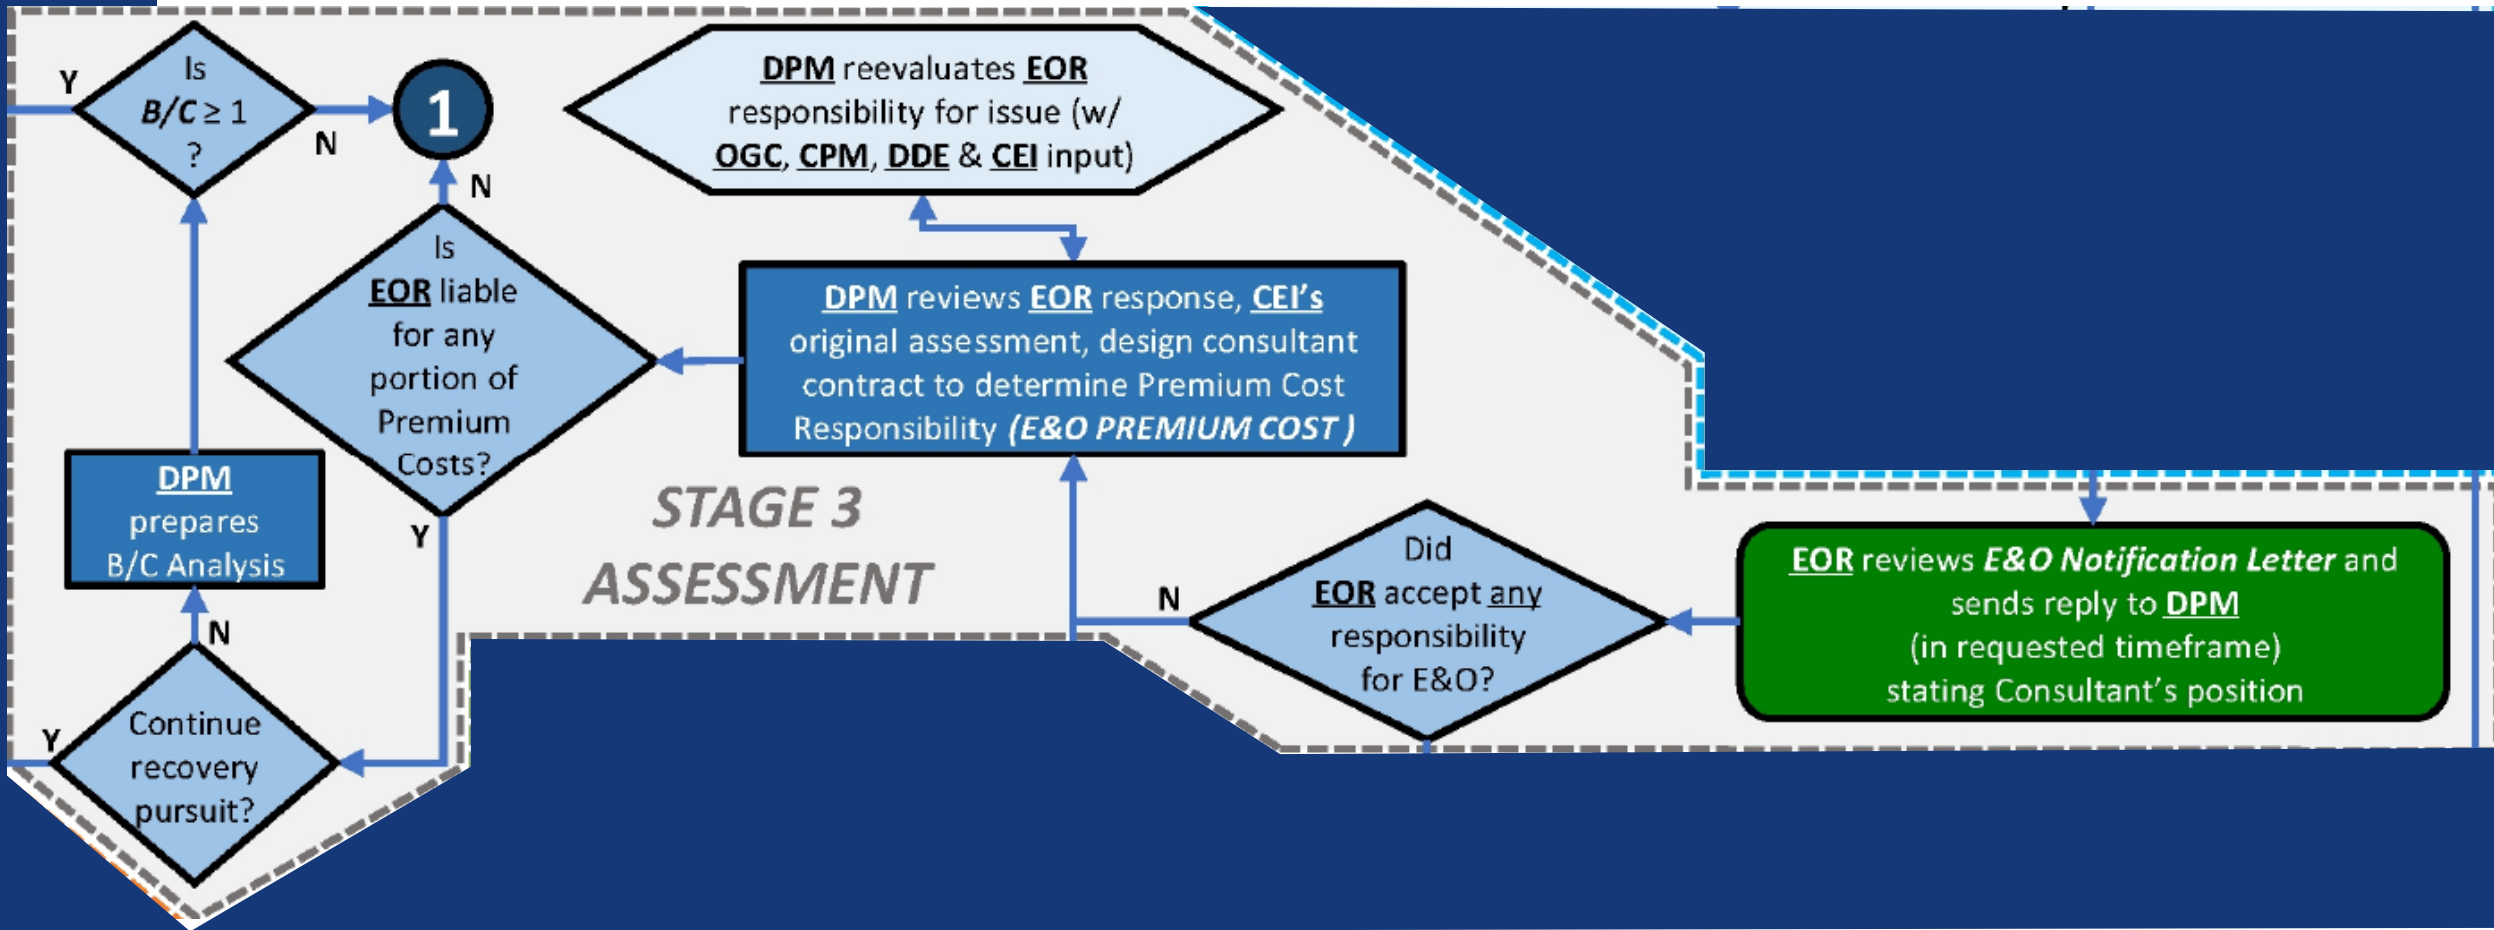 Y
Is
B/C ≥ 1
?
N
1
N
DPM reevaluates EOR
responsibility for issue (w/
OGC, CPM, DDE & CEI input)
Is
EOR liable
for any
portion of
Premium
Costs?
Y
DPM reviews EOR response, CEI's
original assessment, design consultant
contract to determine Premium Cost
Responsibility (E&O PREMIUM COST )
DPM
prepares
B/C Analysis
N
Y
Continue
recovery
pursuit?
STAGE 3
ASSESSMENT
N
Did
EOR accept any
responsibility
for E&O?
EOR reviews E&O Notification Letter and
sends reply to DPM
(in requested timeframe)
stating Consultant's position